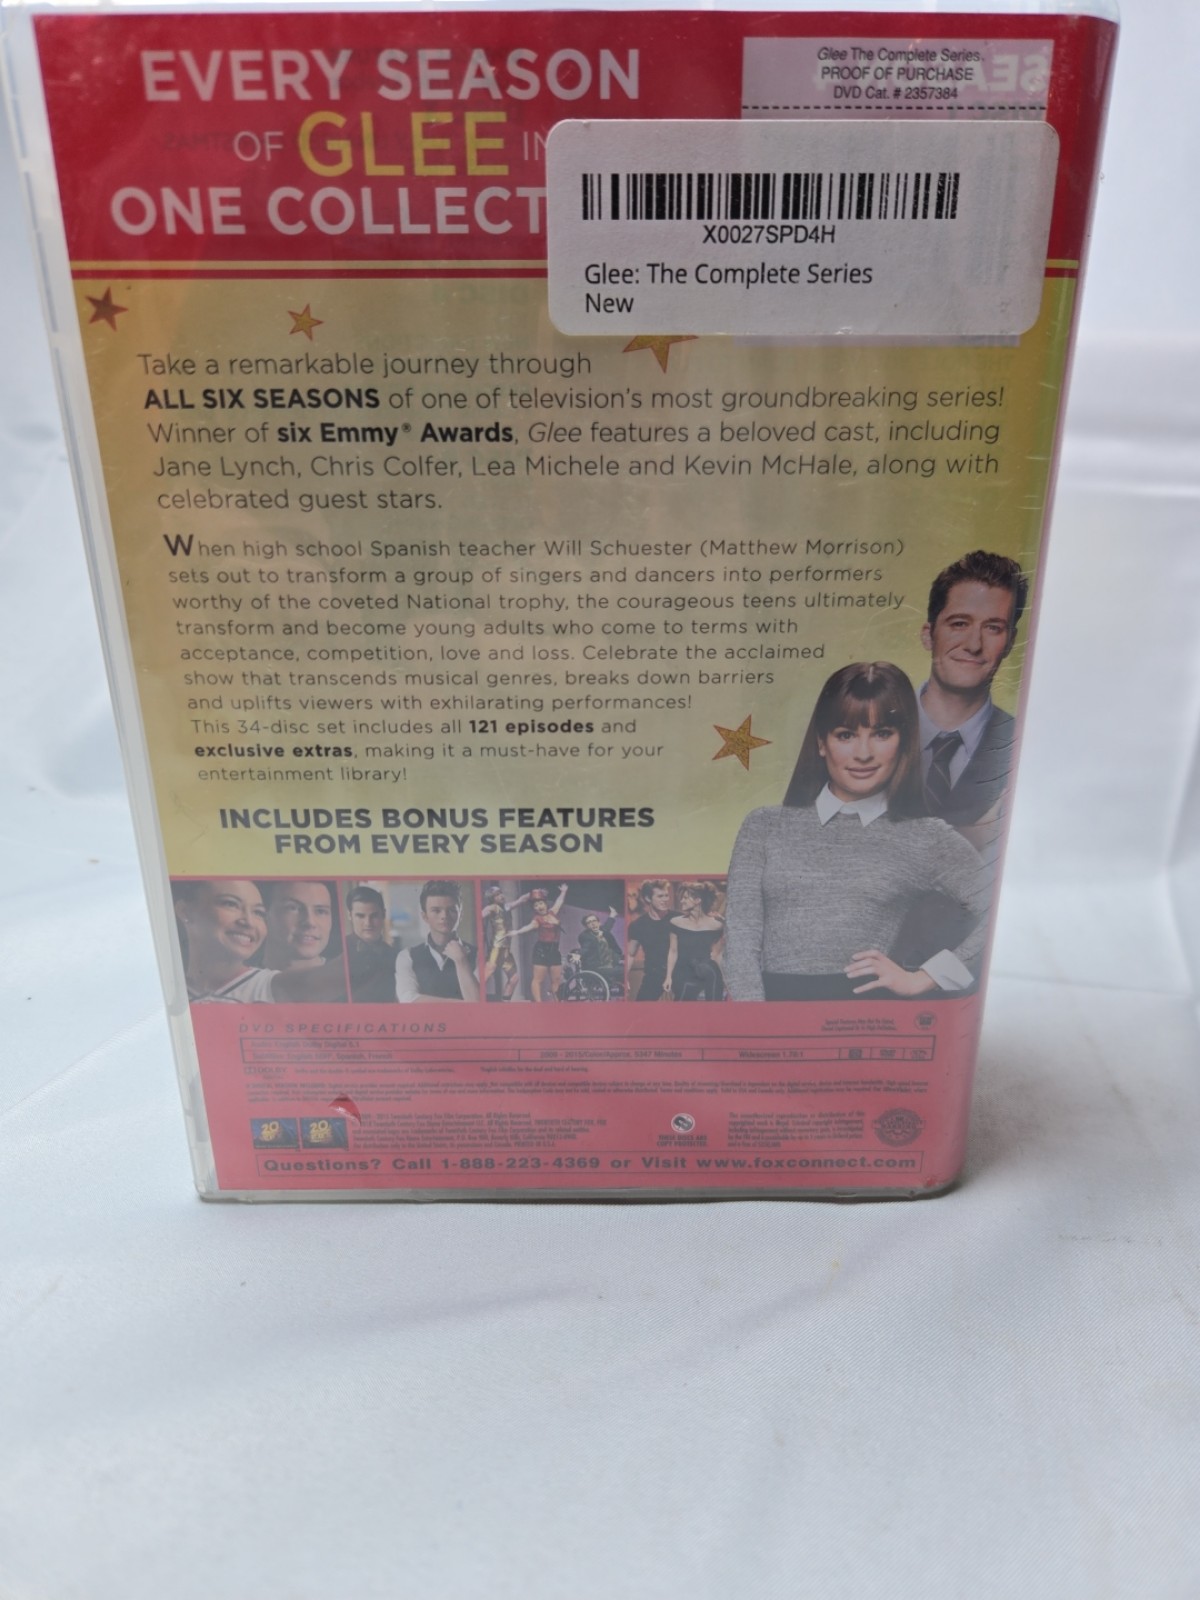 EVERY SEASON
OF GLEE IN
ONE COLLECT
Glee The Complete Series
PROOF OF PURCHASE
DVD Cat. # 2357384
X0027SPD4H
Glee: The Complete Series
New
Take a remarkable journey through
ALL SIX SEASONS of one of television's most groundbreaking series!
Winner of six Emmy® Awards, Glee features a beloved cast, including
Jane Lynch, Chris Colfer, Lea Michele and Kevin McHale, along with
celebrated guest stars.
When high school Spanish teacher Will Schuester (Matthew Morrison)
sets out to transform a group of singers and dancers into performers
worthy of the coveted National trophy, the courageous teens ultimately
transform and become young adults who come to terms with
acceptance, competition, love and loss. Celebrate the acclaimed
show that transcends musical genres, breaks down barriers
and uplifts viewers with exhilarating performances!
This 34-disc set includes all 121 episodes and
exclusive extras, making it a must-have for your
entertainment library!
INCLUDES BONUS FEATURES
FROM EVERY SEASON
DVD SPECIFICATIONS
Questions? Call 1-888-223-4369 or Visit www.foxconnect.com